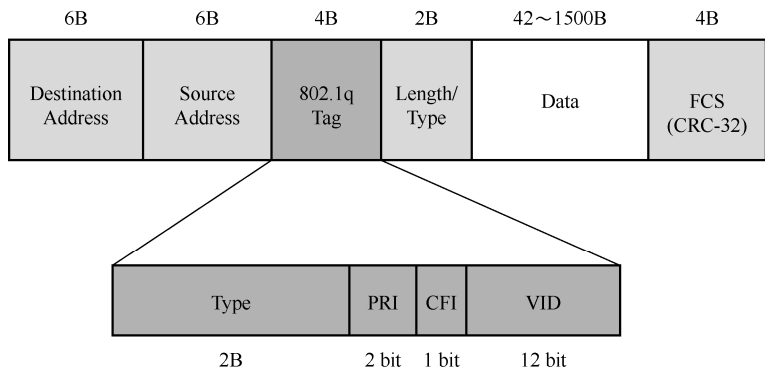 6B 6B 4B 2B 42～1500B 4B
Destination Address
Source Address
802.1q Tag
Length/ Type
Data
FCS (CRC-32)
Type PRI CFI VID
2B 2 bit 1 bit 12 bit